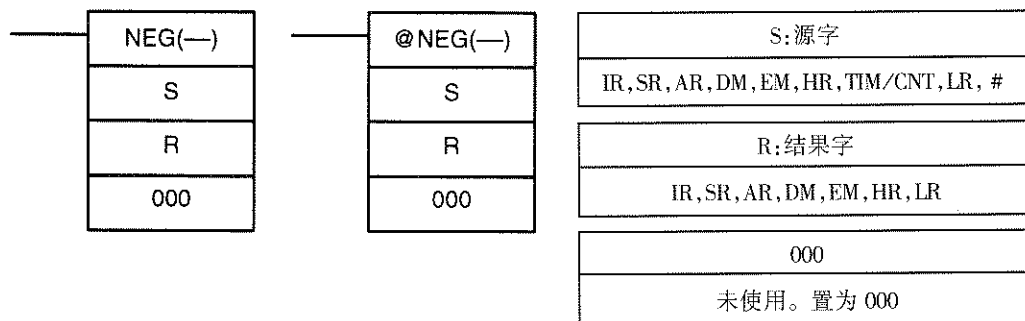 NEG(—)
S
R
000
@NEG(—)
S
R
000
S:源字
IR,SR,AR,DM,EM,HR,TIM/CNT,LR, #
R:结果字
IR,SR,AR,DM,EM,HR,LR
000
未使用。置为 000